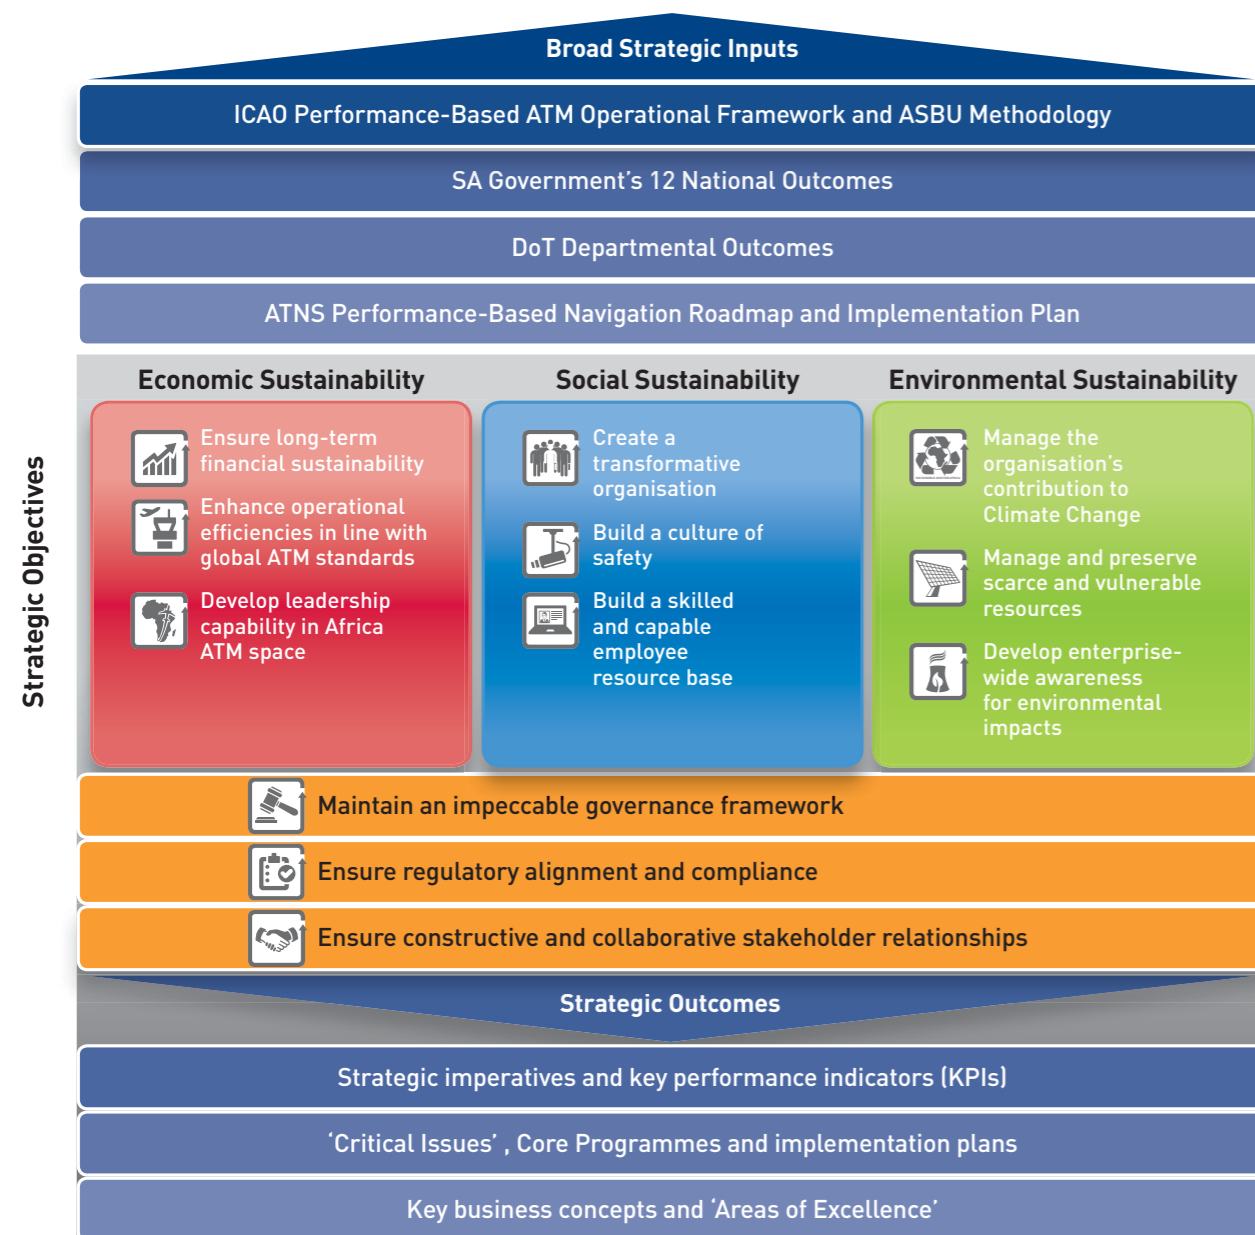 Broad Strategic Inputs
ICAO Performance-Based ATM Operational Framework and ASBU Methodology
SA Government's 12 National Outcomes
DoT Departmental Outcomes
ATNS Performance-Based Navigation Roadmap and Implementation Plan
Strategic Objectives
Economic Sustainability
Ensure long-term
financial sustainability
Enhance operational
efficiencies in line with
global ATM standards
Develop leadership
capability in Africa
ATM space
Social Sustainability
Create a
transformative
organisation
Build a culture of
safety
Build a skilled
and capable
employee
resource base
Environmental Sustainability
Manage the
organisation's
contribution to
Climate Change
Manage and preserve
scarce and vulnerable
resources
Develop enterprise-
wide awareness
for environmental
impacts
Maintain an impeccable governance framework
Ensure regulatory alignment and compliance
Ensure constructive and collaborative stakeholder relationships
Strategic Outcomes
Strategic imperatives and key performance indicators (KPIs)
‘Critical Issues’ , Core Programmes and implementation plans
Key business concepts and ‘Areas of Excellence’